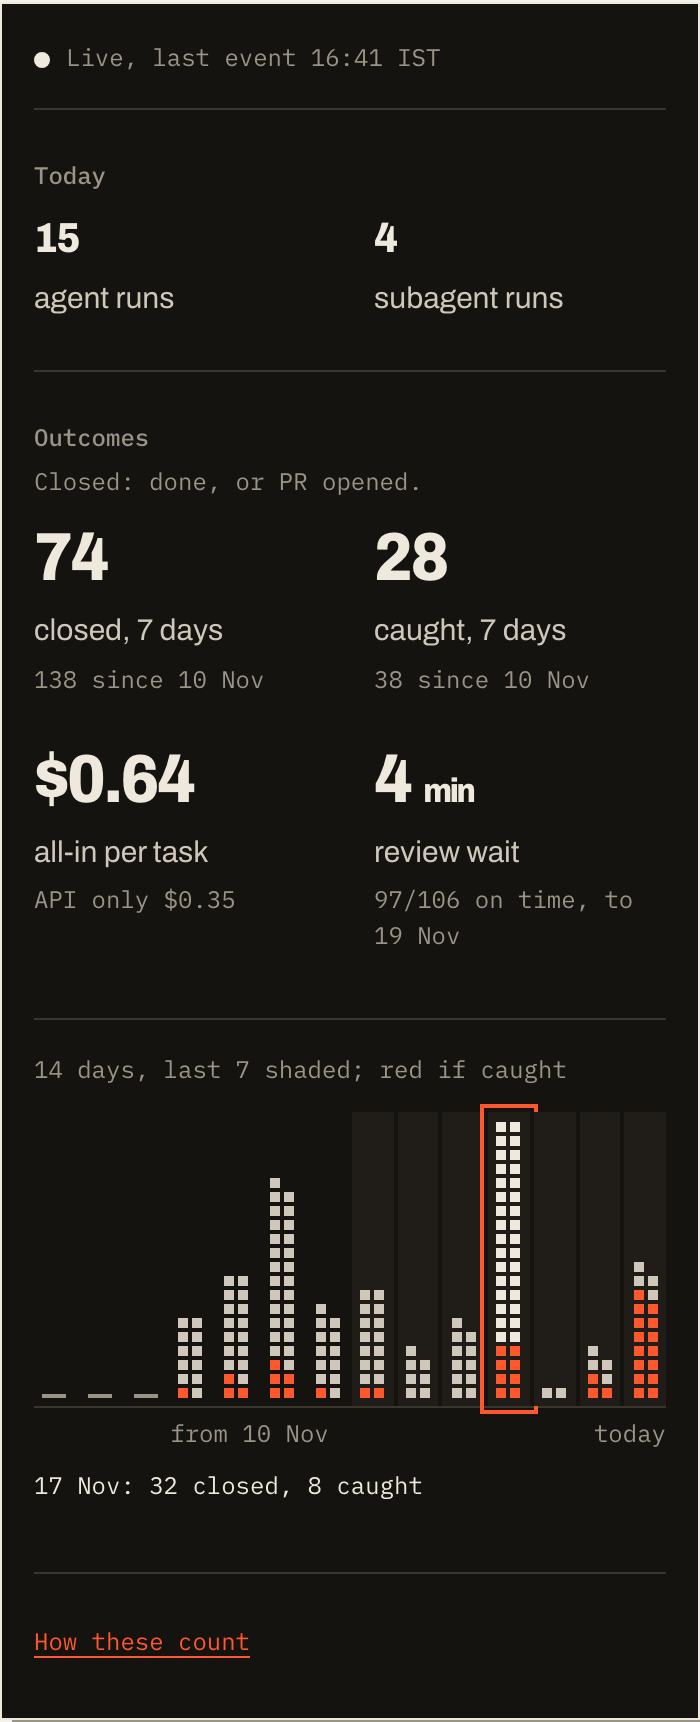 Live, last event 16:41 IST
Today
15
4
agent runs
subagent runs
Outcomes
Closed: done, or PR opened.
74
28
closed, 7 days
caught, 7 days
138 since 10 Nov
38 since 10 Nov
$0.64
4 min
all-in per task
review wait
API only $0.35
97/106 on time, to
19 Nov
14 days, last 7 shaded; red if caught
from 10 Nov
today
17 Nov: 32 closed, 8 caught
How these count